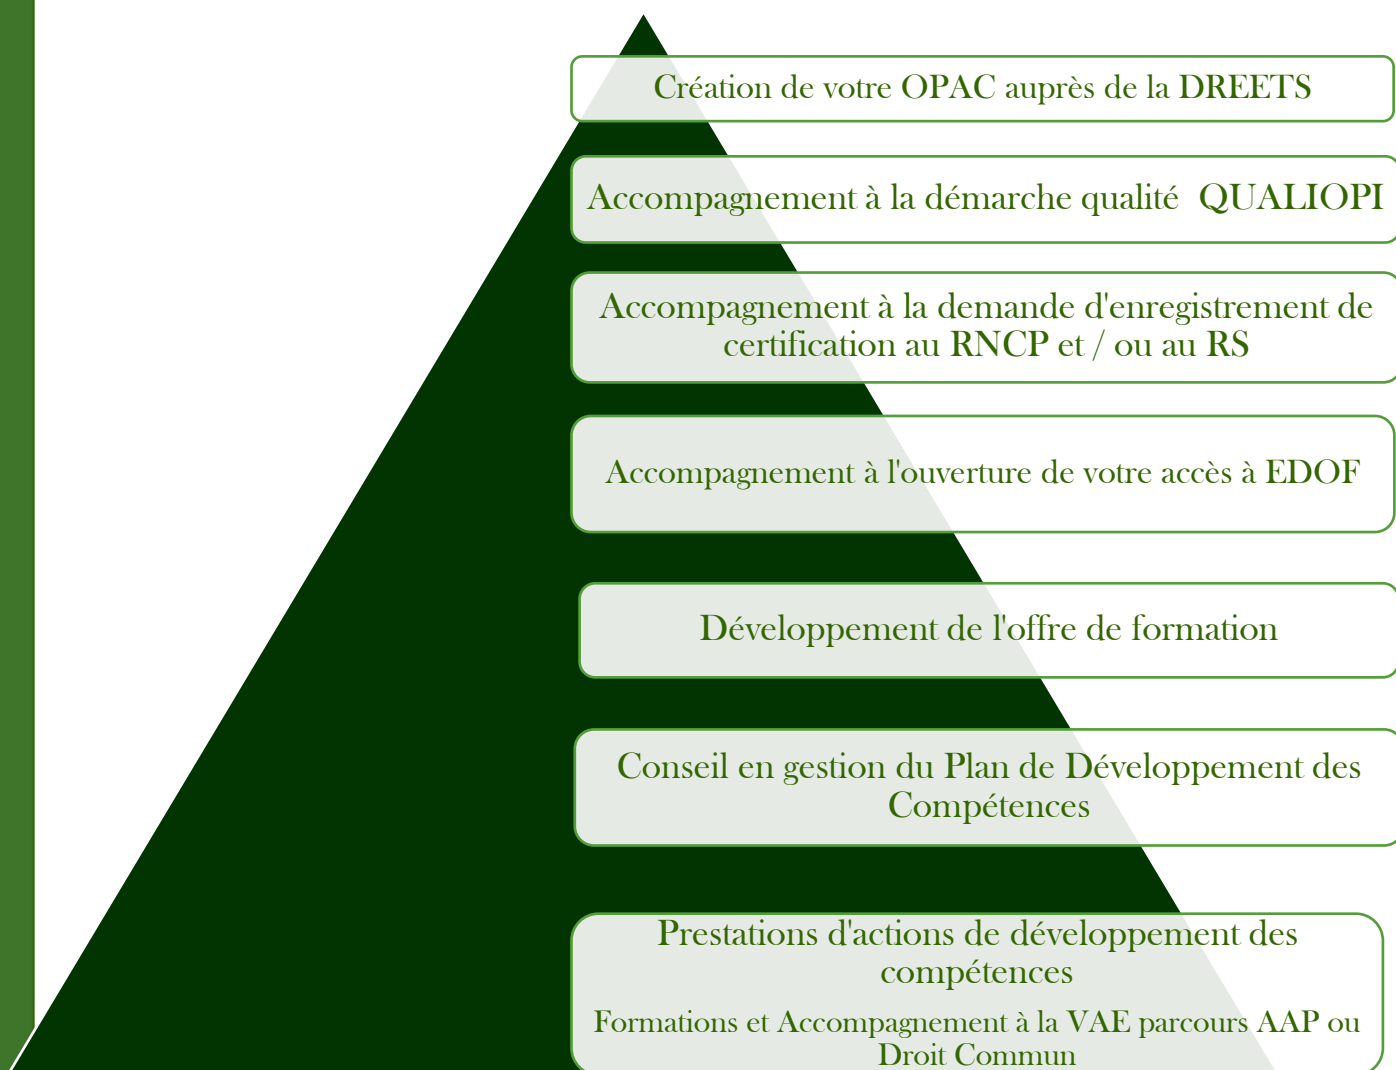 Création de votre OPAC auprès de la DREETS
Accompagnement à la démarche qualité QUALIOPI
Accompagnement à la demande d'enregistrement de
certification au RNCP et / ou au RS
Accompagnement à l'ouverture de votre accès à EDOF
Développement de l'offre de formation
Conseil en gestion du Plan de Développement des
Compétences
Prestations d'actions de développement des
compétences
Formations et Accompagnement à la VAE parcours AAP ou
Droit Commun